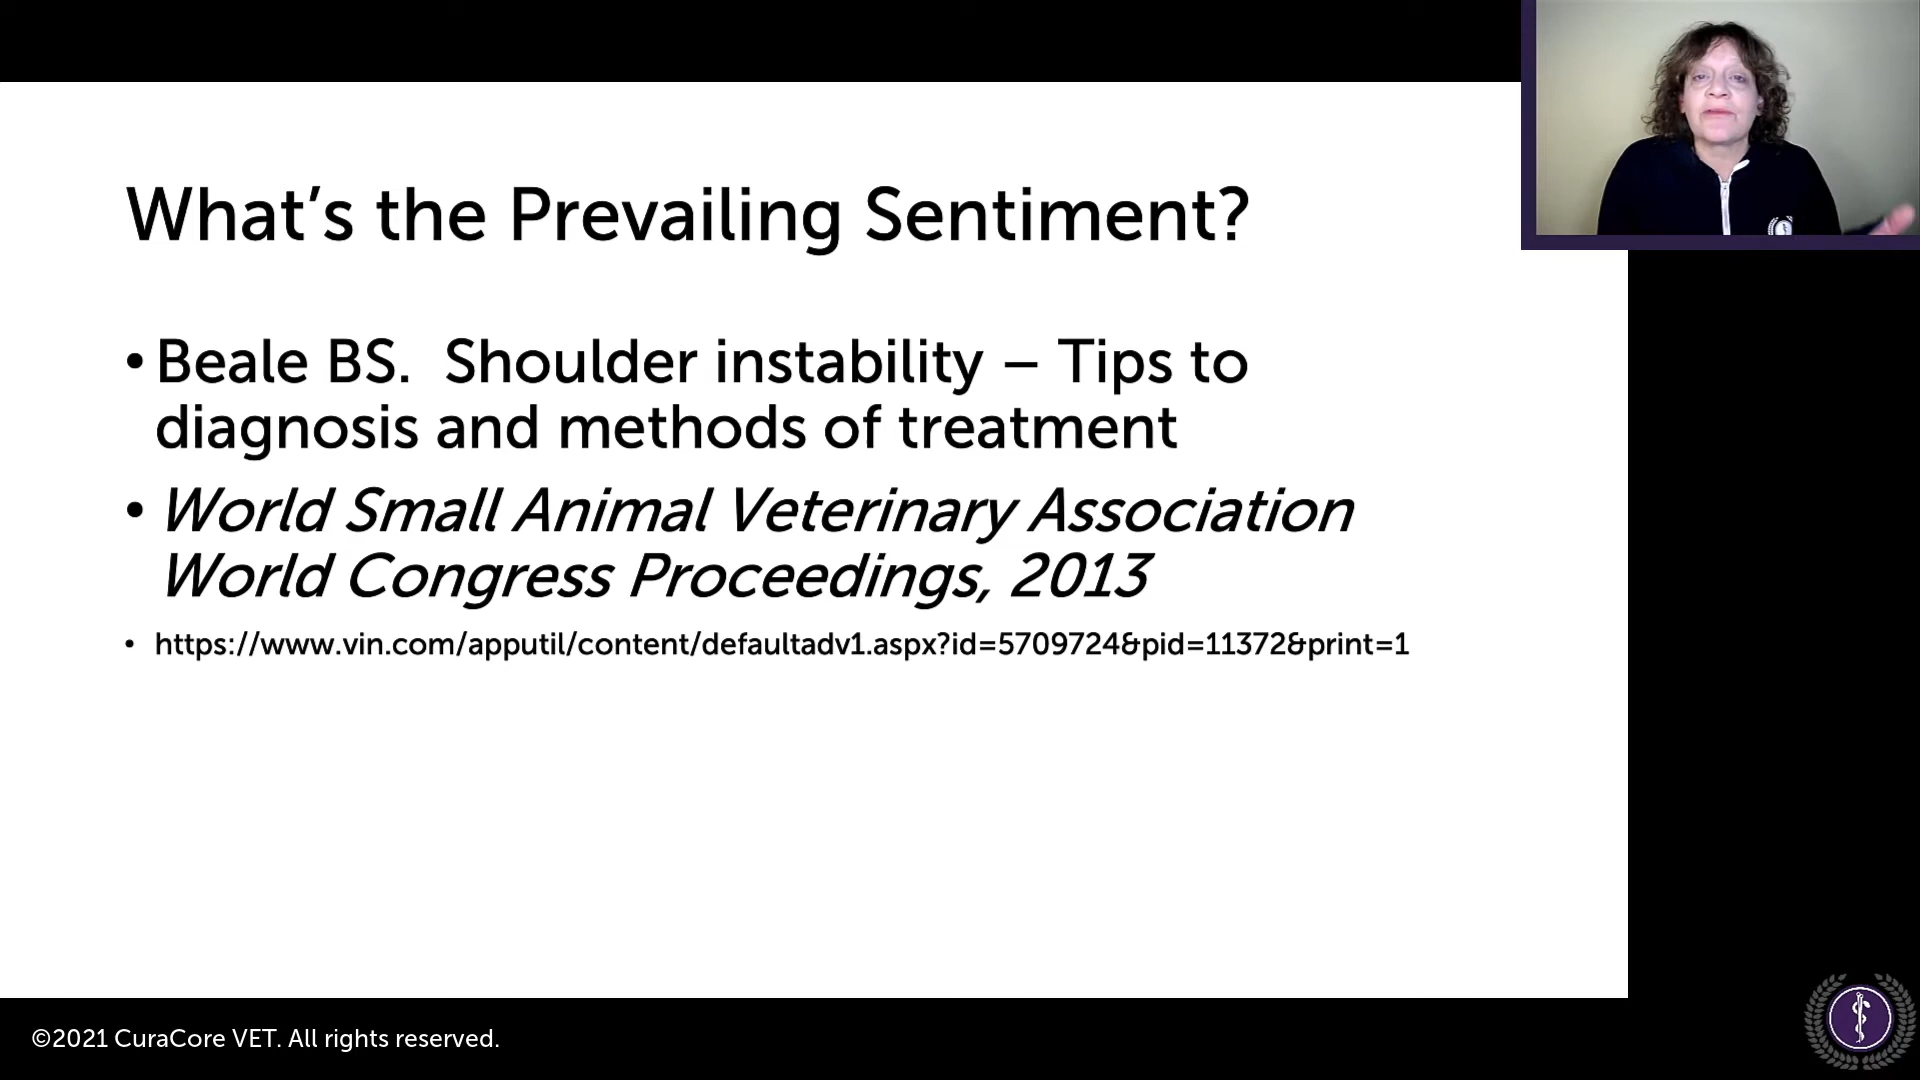 What's the Prevailing Sentiment?
• Beale BS.  Shoulder instability – Tips to
diagnosis and methods of treatment
• World Small Animal Veterinary Association
World Congress Proceedings, 2013
• https://www.vin.com/apputil/content/defaultadv1.aspx?id=5709724&pid=11372&print=1
©2021 CuraCore VET. All rights reserved.